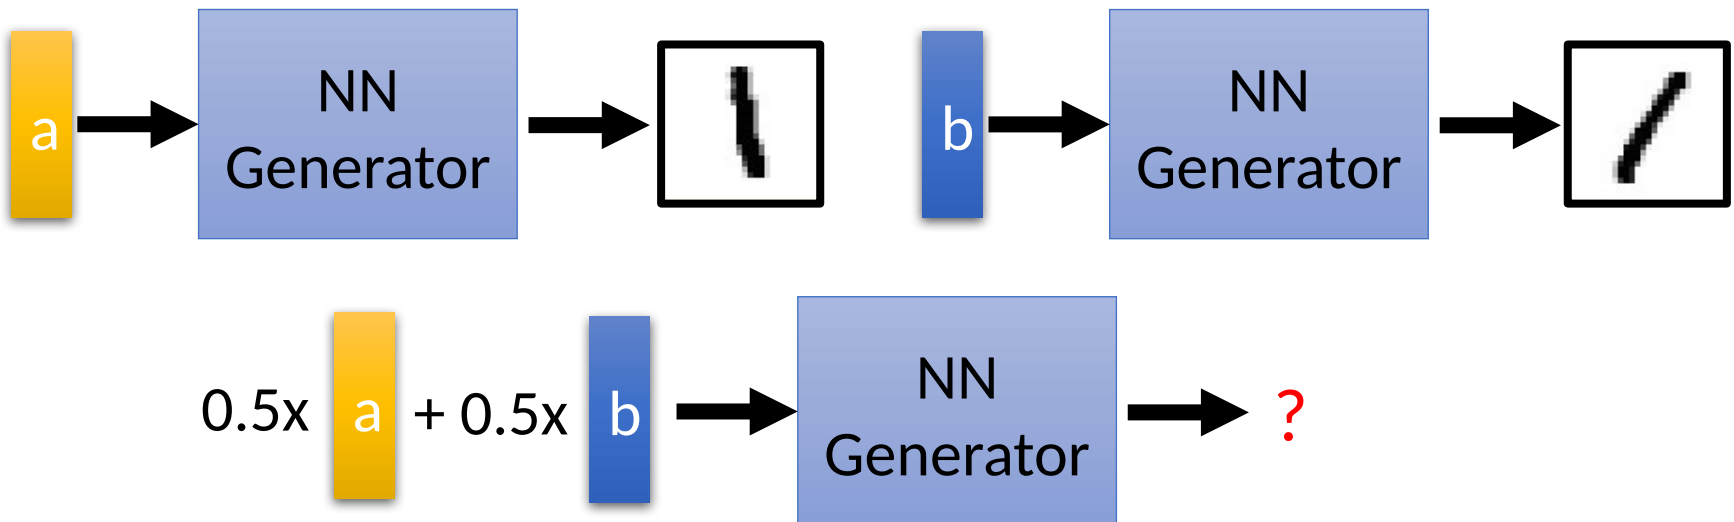 a
NN
Generator
b
NN
Generator
0.5x a + 0.5x b
NN
Generator
?